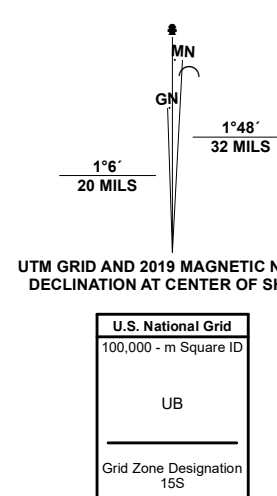 MN
GN
1°48´
32 MILS
1°6´
20 MILS
UTM GRID AND 2019 MAGNETIC
DECLINATION AT CENTER OF
U.S. National Grid
100,000 - m Square ID
UB
Grid Zone Designation
15S